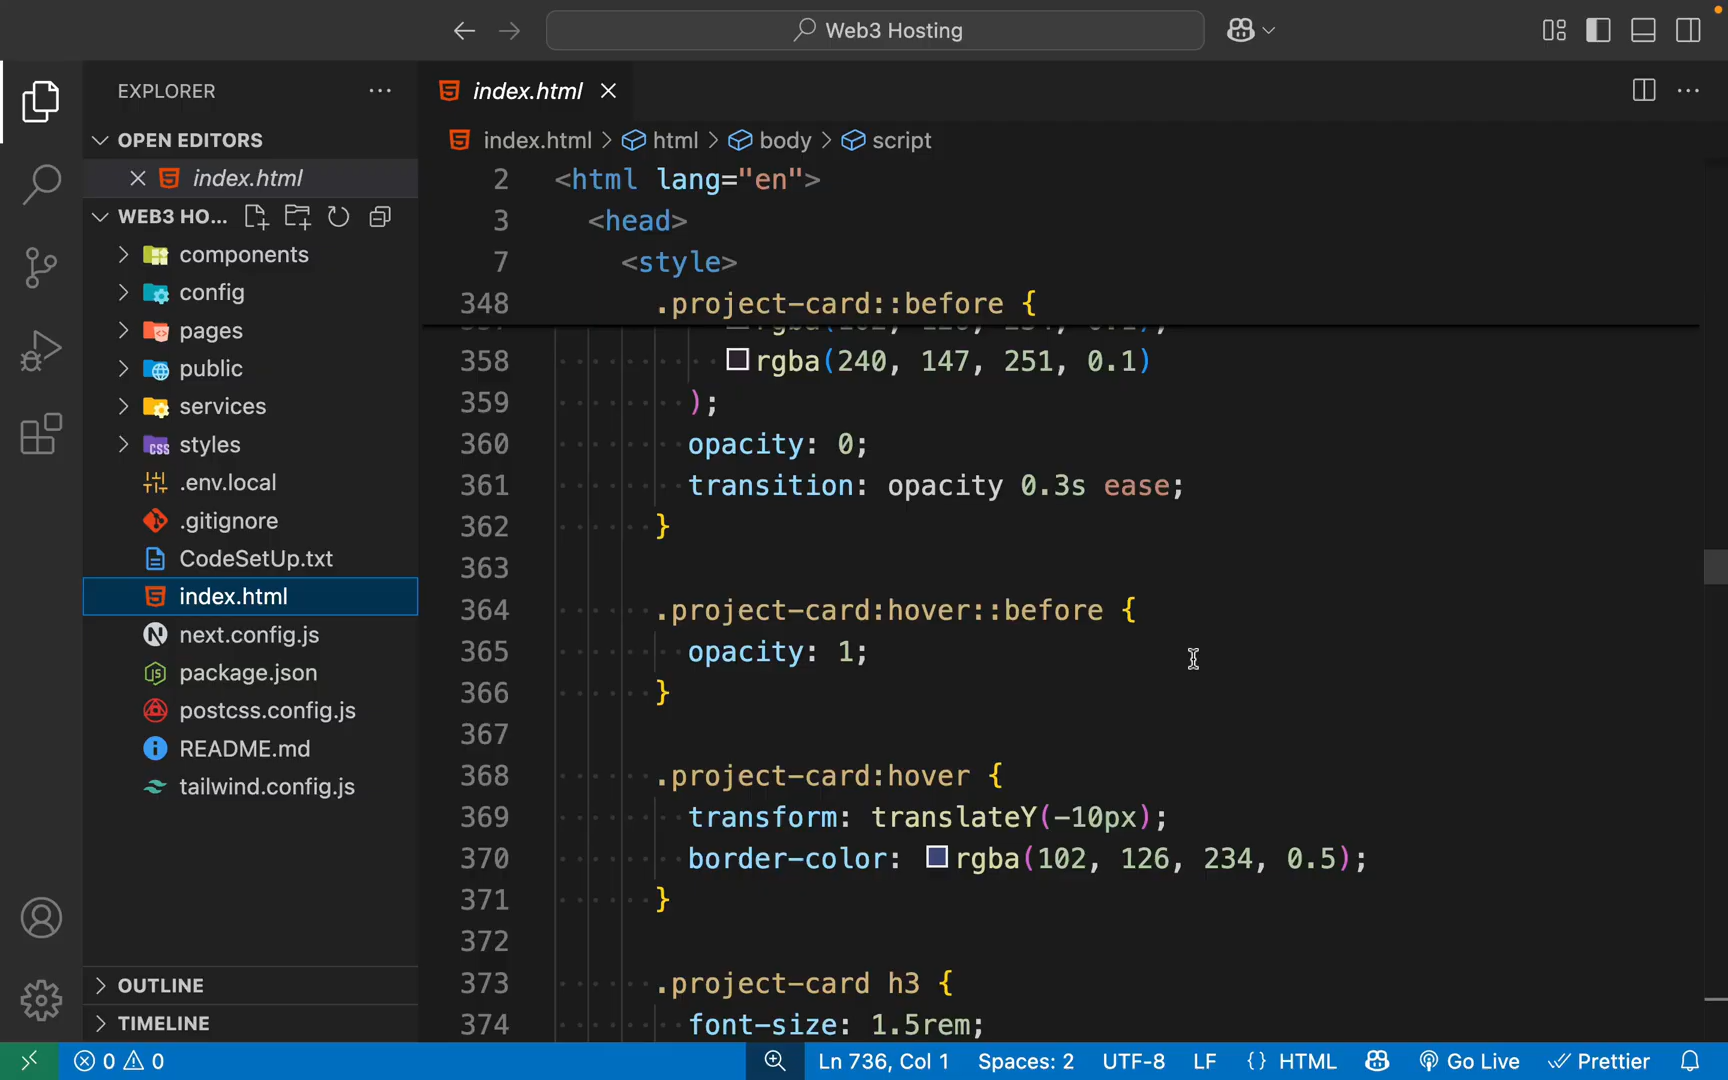 Web3 Hosting
EXPLORER
OPEN EDITORS
index.html
WEB3 HO...
components
config
pages
public
services
styles
.env.local
.gitignore
CodeSetUp.txt
index.html
next.config.js
package.json
postcss.config.js
README.md
tailwind.config.js
OUTLINE
TIMELINE
index.html
index.html > html > body > script
2 <html lang="en">
3 <head>
7 <style>
348 .project-card::before {
358 rgba(240, 147, 251, 0.1)
359 );
360 opacity: 0;
361 transition: opacity 0.3s ease;
362 }
363
364 .project-card:hover::before {
365 opacity: 1;
366 }
367
368 .project-card:hover {
369 transform: translateY(-10px);
370 border-color: rgba(102, 126, 234, 0.5);
371 }
372
373 .project-card h3 {
374 font-size: 1.5rem;
0 0 Ln 736, Col 1 Spaces: 2 UTF-8 LF {} HTML Go Live Prettier